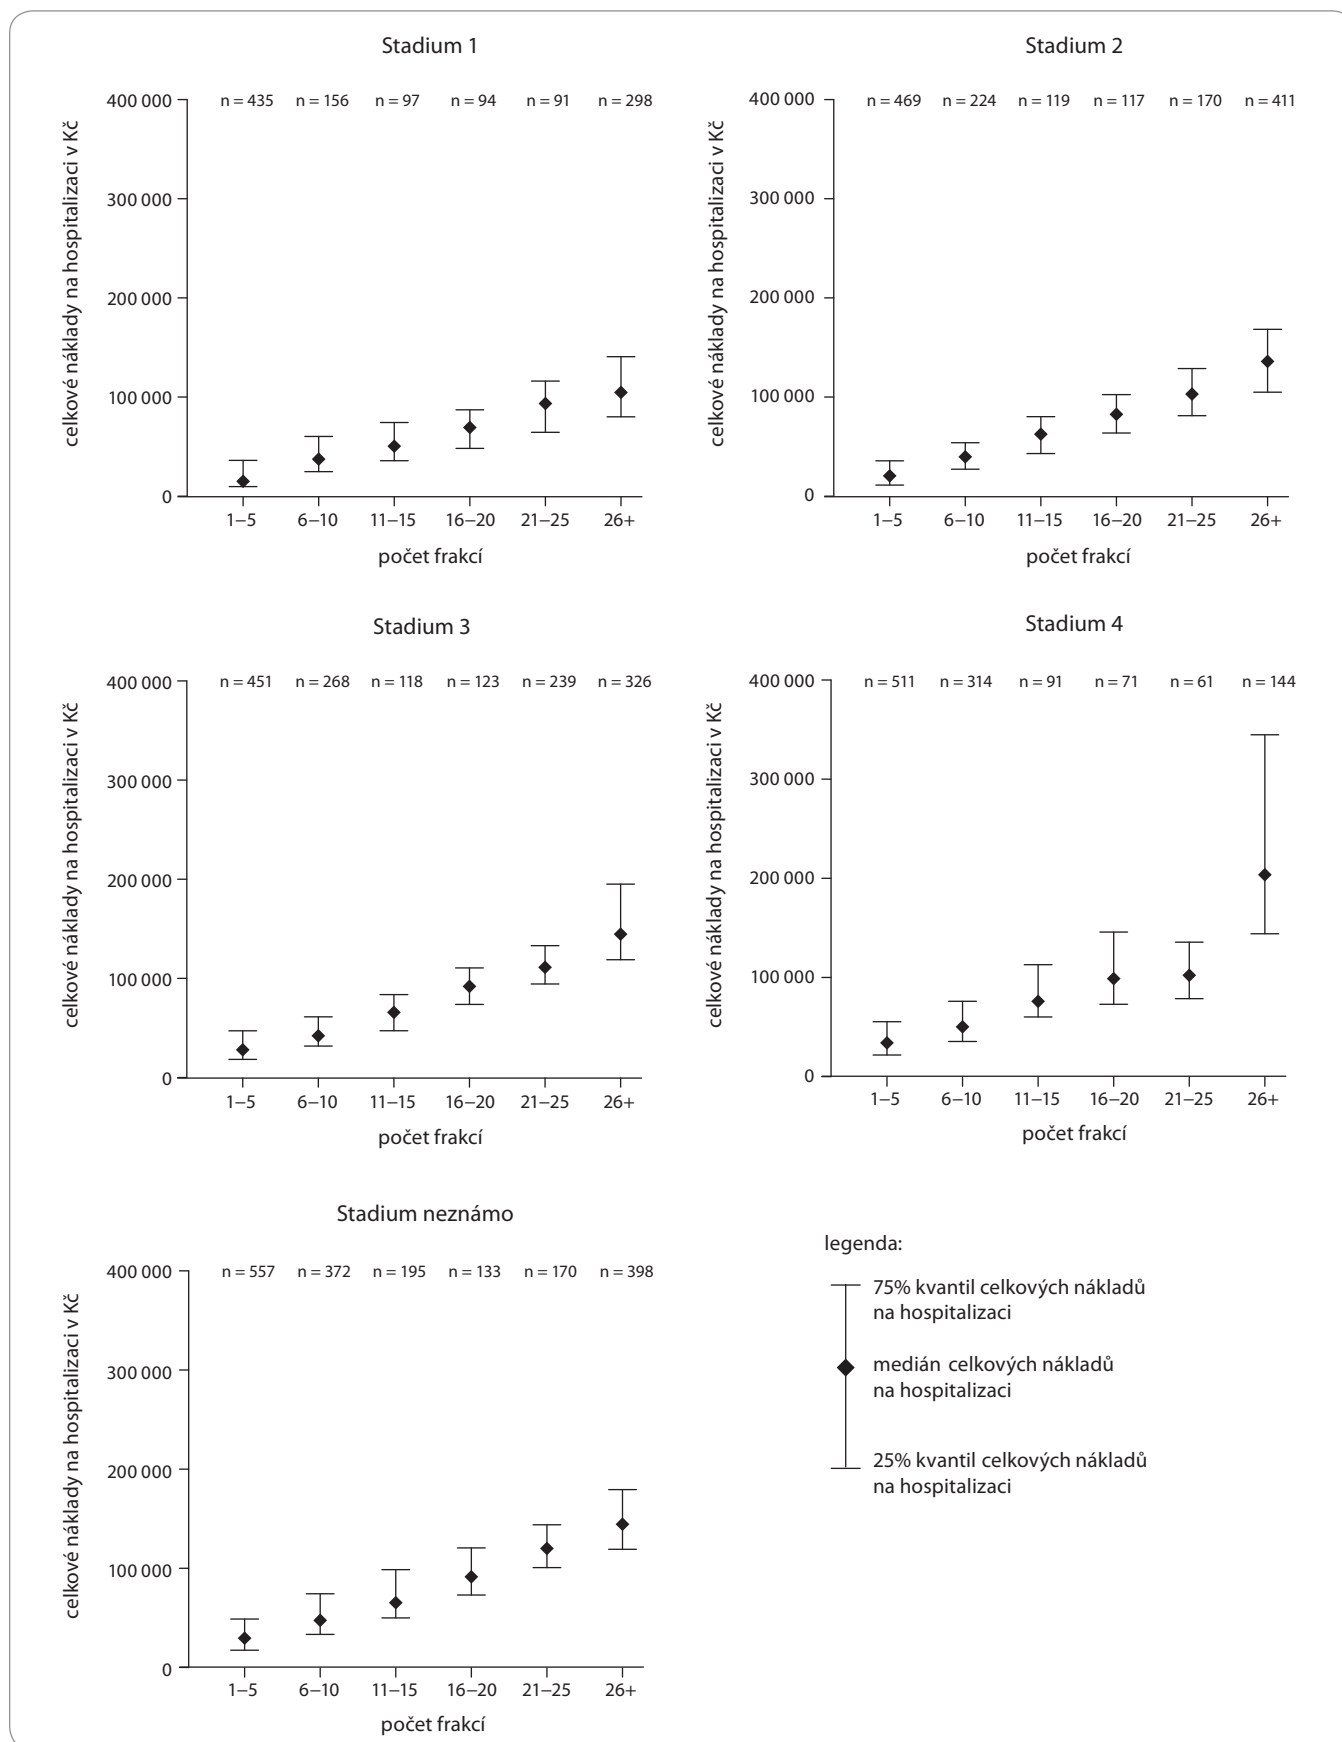 Stadium 1
celkové náklady na hospitalizaci v Kč
400 000
300 000
200 000
100 000
0
n = 435 n = 156 n = 97 n = 94 n = 91 n = 298
1–5 6–10 11–15 16–20 21–25 26+
počet frakcí
Stadium 2
celkové náklady na hospitalizaci v Kč
400 000
300 000
200 000
100 000
0
n = 469 n = 224 n = 119 n = 117 n = 170 n = 411
1–5 6–10 11–15 16–20 21–25 26+
počet frakcí
Stadium 3
celkové náklady na hospitalizaci v Kč
400 000
300 000
200 000
100 000
0
n = 451 n = 268 n = 118 n = 123 n = 239 n = 326
1–5 6–10 11–15 16–20 21–25 26+
počet frakcí
Stadium 4
celkové náklady na hospitalizaci v Kč
400 000
300 000
200 000
100 000
0
n = 511 n = 314 n = 91 n = 71 n = 61 n = 144
1–5 6–10 11–15 16–20 21–25 26+
počet frakcí
Stadium neznámo
celkové náklady na hospitalizaci v Kč
400 000
300 000
200 000
100 000
0
n = 557 n = 372 n = 195 n = 133 n = 170 n = 398
1–5 6–10 11–15 16–20 21–25 26+
počet frakcí
legenda:
75% kvantil celkových nákladů
na hospitalizaci
medián celkových nákladů
na hospitalizaci
25% kvantil celkových nákladů
na hospitalizaci